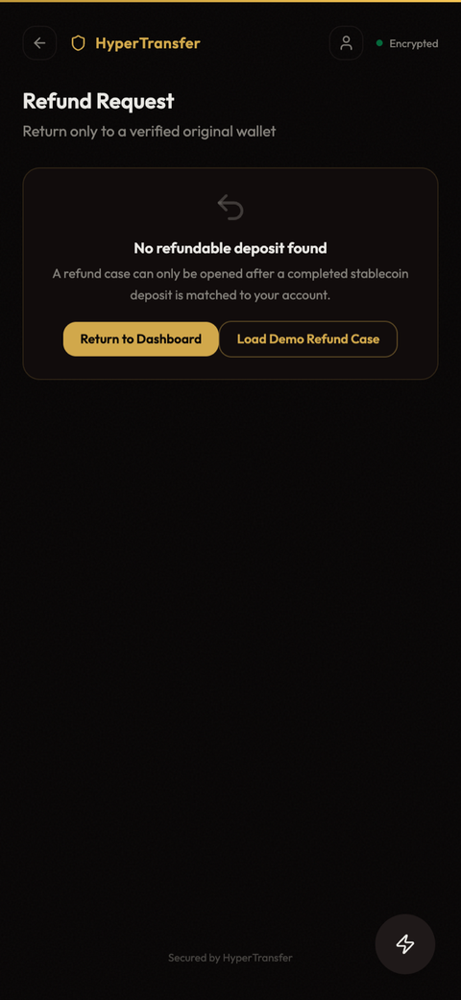 HyperTransfer
Encrypted
Refund Request
Return only to a verified original wallet
No refundable deposit found
A refund case can only be opened after a completed stablecoin
deposit is matched to your account.
Return to Dashboard
Load Demo Refund Case
Secured by HyperTransfer